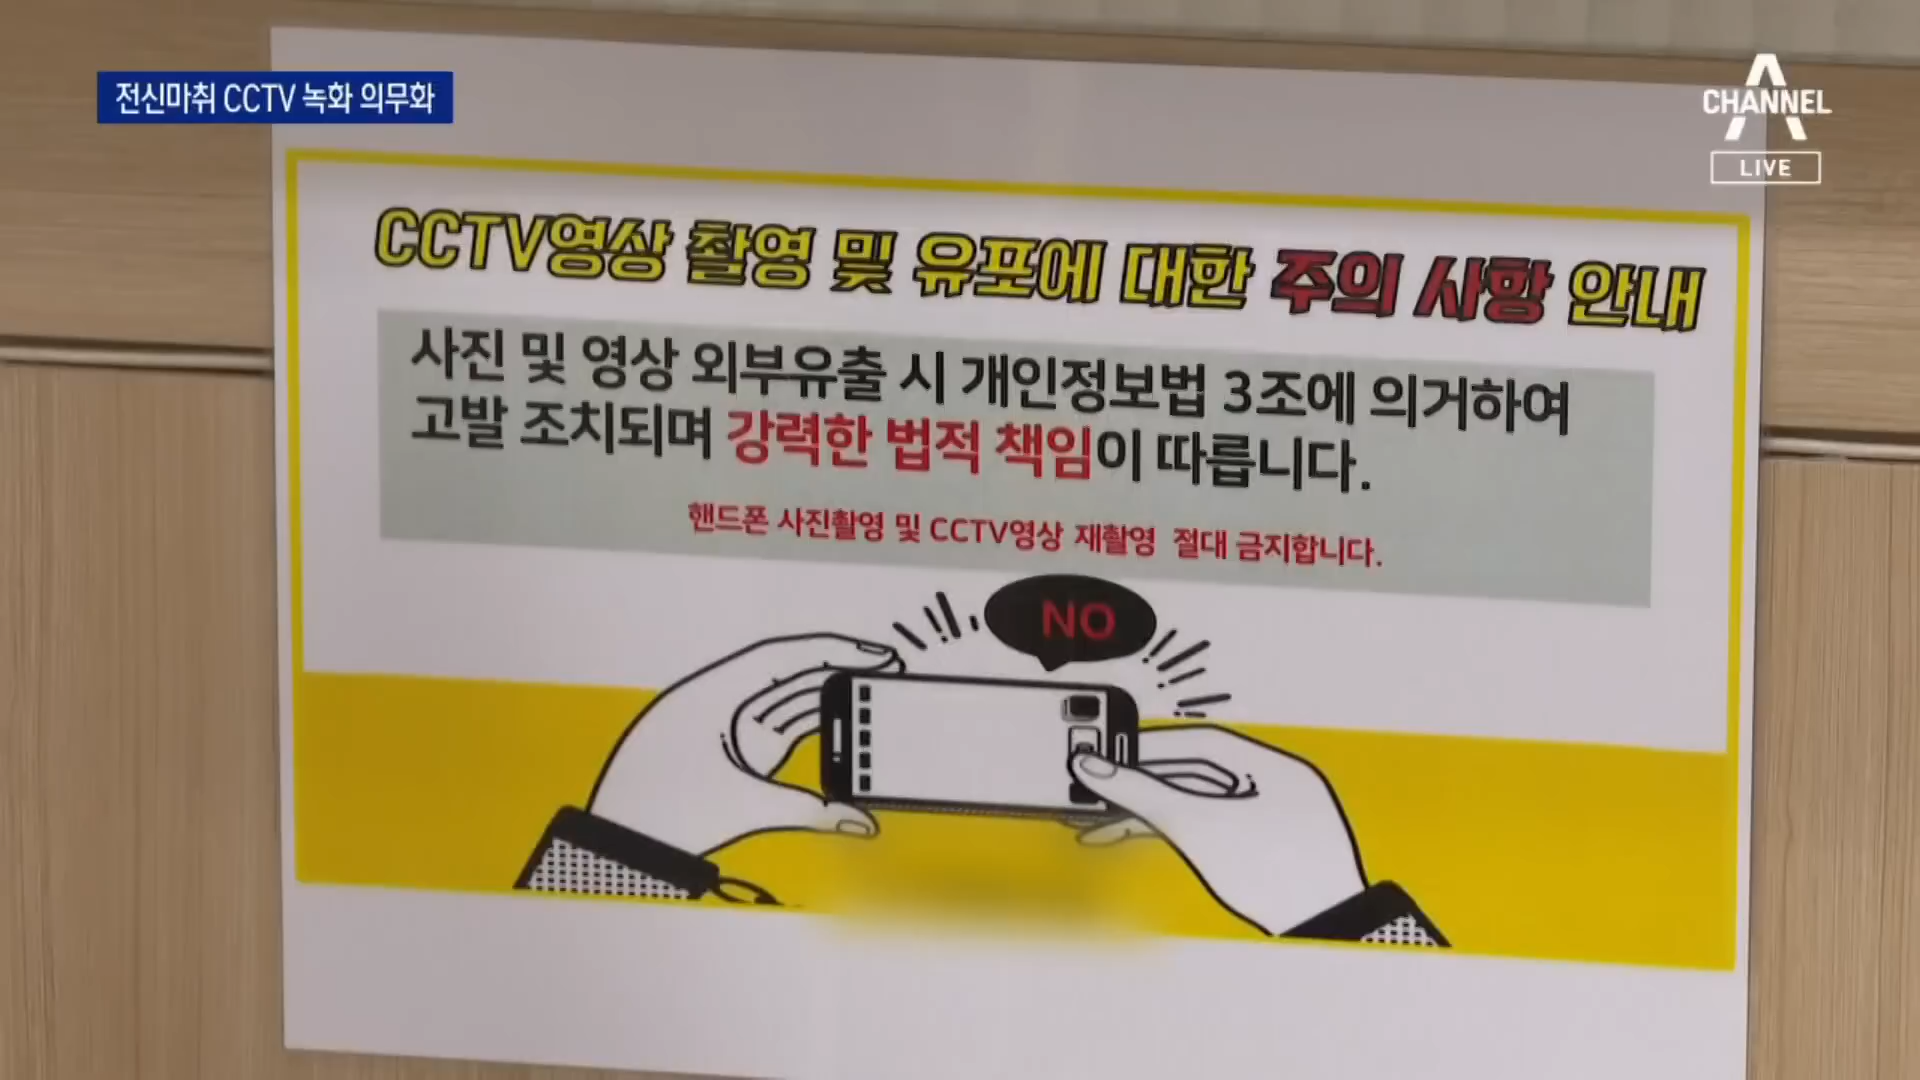 전신마취 CCTV 녹화 의무화
CHANNEL A
LIVE
CCTV영상 촬영 및 유포에 대한 주의 사항 안내
사진 및 영상 외부유출 시 개인정보법 3조에 의거하여
고발 조치되며 강력한 법적 책임이 따릅니다.
핸드폰 사진촬영 및 CCTV영상 재촬영 절대 금지합니다.
NO